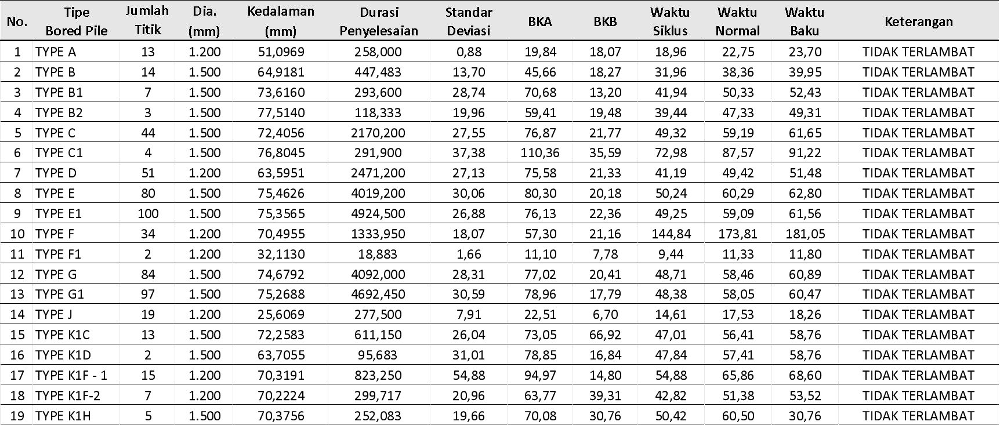 No. Tipe Bored Pile Jumlah Titik Dia. (mm) Kedalaman (mm) Durasi Penyelesaian Standar Deviasi BKA BKB Waktu Siklus Waktu Normal Waktu Baku Keterangan
1 TYPE A 13 1.200 51,0969 258,000 0,88 19,84 18,07 18,96 22,75 23,70 TIDAK TERLAMBAT
2 TYPE B 14 1.500 64,9181 447,483 13,70 45,66 18,27 31,96 38,36 39,95 TIDAK TERLAMBAT
3 TYPE B1 7 1.500 73,6160 293,600 28,74 70,68 13,20 41,94 50,33 52,43 TIDAK TERLAMBAT
4 TYPE B2 3 1.500 77,5140 118,333 19,96 59,41 19,48 39,44 47,33 49,31 TIDAK TERLAMBAT
5 TYPE C 44 1.500 72,4056 2170,200 27,55 76,87 21,77 49,32 59,19 61,65 TIDAK TERLAMBAT
6 TYPE C1 4 1.500 76,8045 291,900 37,38 110,36 35,59 72,98 87,57 91,22 TIDAK TERLAMBAT
7 TYPE D 51 1.200 63,5951 2471,200 27,13 75,58 21,33 41,19 49,42 51,48 TIDAK TERLAMBAT
8 TYPE E 80 1.500 75,4626 4019,200 30,06 80,30 20,18 50,24 60,29 62,80 TIDAK TERLAMBAT
9 TYPE E1 100 1.500 75,3565 4924,500 26,88 76,13 22,36 49,25 59,09 61,56 TIDAK TERLAMBAT
10 TYPE F 34 1.200 70,4955 1333,950 18,07 57,30 21,16 144,84 173,81 181,05 TIDAK TERLAMBAT
11 TYPE F1 2 1.200 32,1130 18,883 1,66 11,10 7,78 9,44 11,33 11,80 TIDAK TERLAMBAT
12 TYPE G 84 1.500 74,6792 4092,000 28,31 77,02 20,41 48,71 58,46 60,89 TIDAK TERLAMBAT
13 TYPE G1 97 1.500 75,2688 4692,450 30,59 78,96 17,79 48,38 58,05 60,47 TIDAK TERLAMBAT
14 TYPE J 19 1.200 25,6069 277,500 7,91 22,51 6,70 14,61 17,53 18,26 TIDAK TERLAMBAT
15 TYPE K1C 13 1.500 72,2583 611,150 26,04 73,05 66,92 47,01 56,41 58,76 TIDAK TERLAMBAT
16 TYPE K1D 2 1.500 63,7055 95,683 31,01 78,85 16,84 47,84 57,41 58,76 TIDAK TERLAMBAT
17 TYPE K1F - 1 15 1.200 70,3191 823,250 54,88 94,97 14,80 54,88 65,86 68,60 TIDAK TERLAMBAT
18 TYPE K1F-2 7 1.200 70,2224 299,717 20,96 63,77 39,31 42,82 51,38 53,52 TIDAK TERLAMBAT
19 TYPE K1H 5 1.500 70,3756 252,083 19,66 70,08 30,76 50,42 60,50 30,76 TIDAK TERLAMBAT